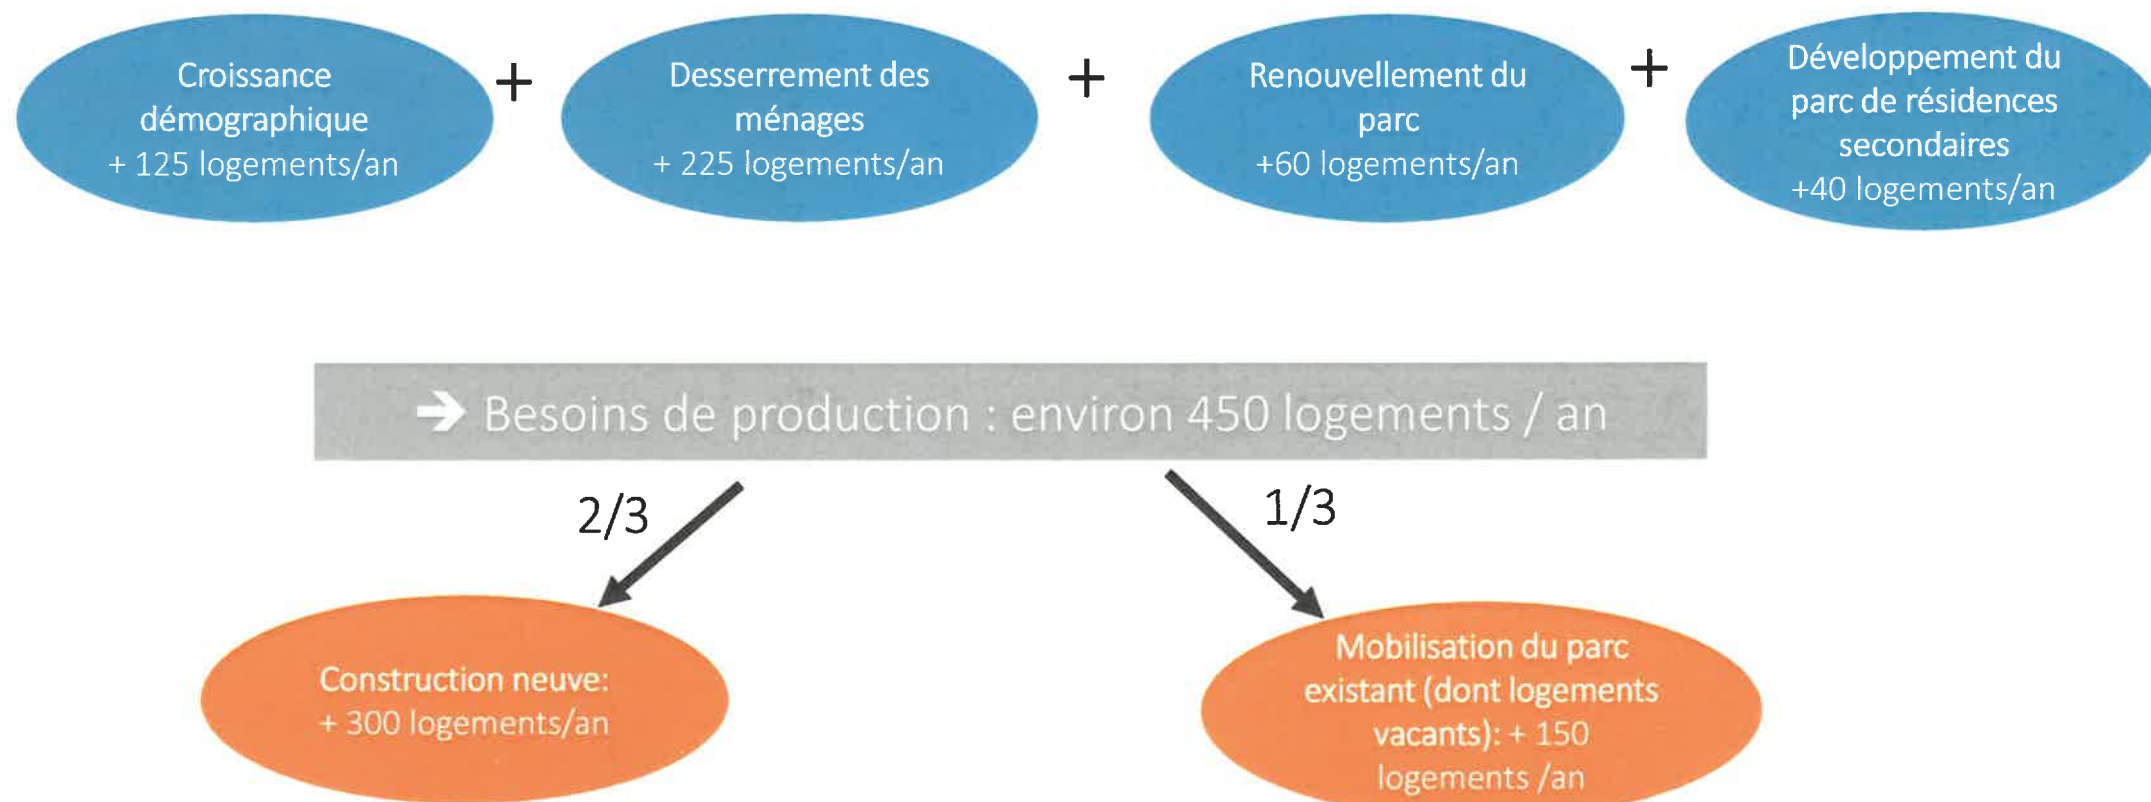 Croissance
démographique
+ 125 logements/an
+
Desserrement des
ménages
+ 225 logements/an
+
Renouvellement du
parc
+60 logements/an
+
Développement du
parc de résidences
secondaires
+40 logements/an
➔ Besoins de production : environ 450 logements / an
2/3
1/3
Construction neuve:
+ 300 logements/an
Mobilisation du parc
existant (dont logements
vacants): + 150
logements /an